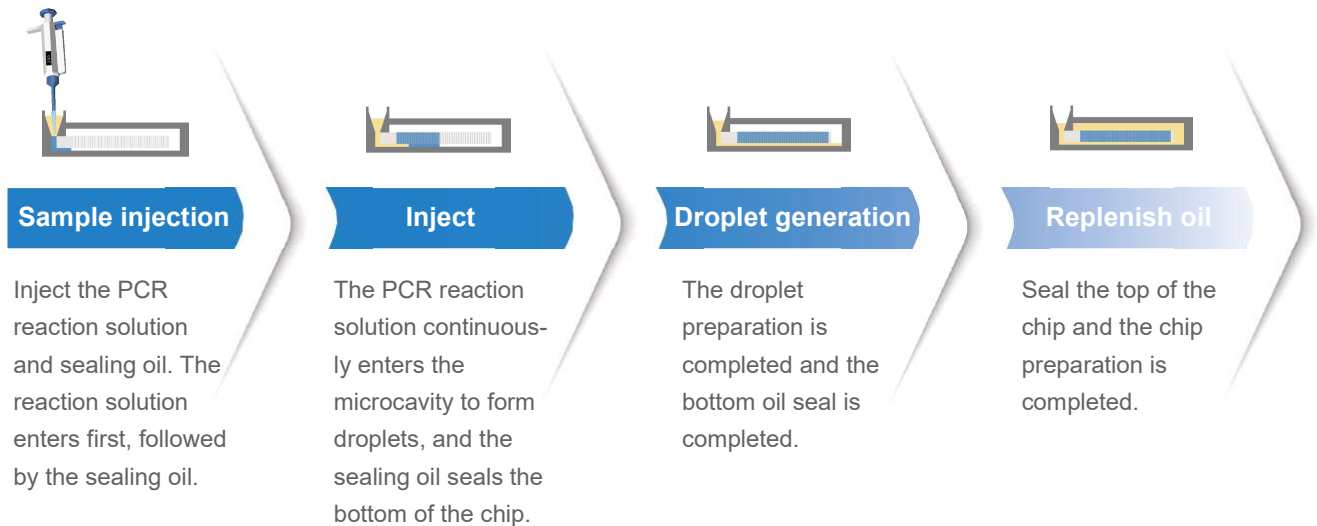 Sample injection
Inject the PCR
reaction solution
and sealing oil. The
reaction solution
enters first, followed
by the sealing oil.
Inject
The PCR reaction
solution continuous-
ly enters the
microcavity to form
droplets, and the
sealing oil seals the
bottom of the chip.
Droplet generation
The droplet
preparation is
completed and the
bottom oil seal is
completed.
Replenish oil
Seal the top of the
chip and the chip
preparation is
completed.